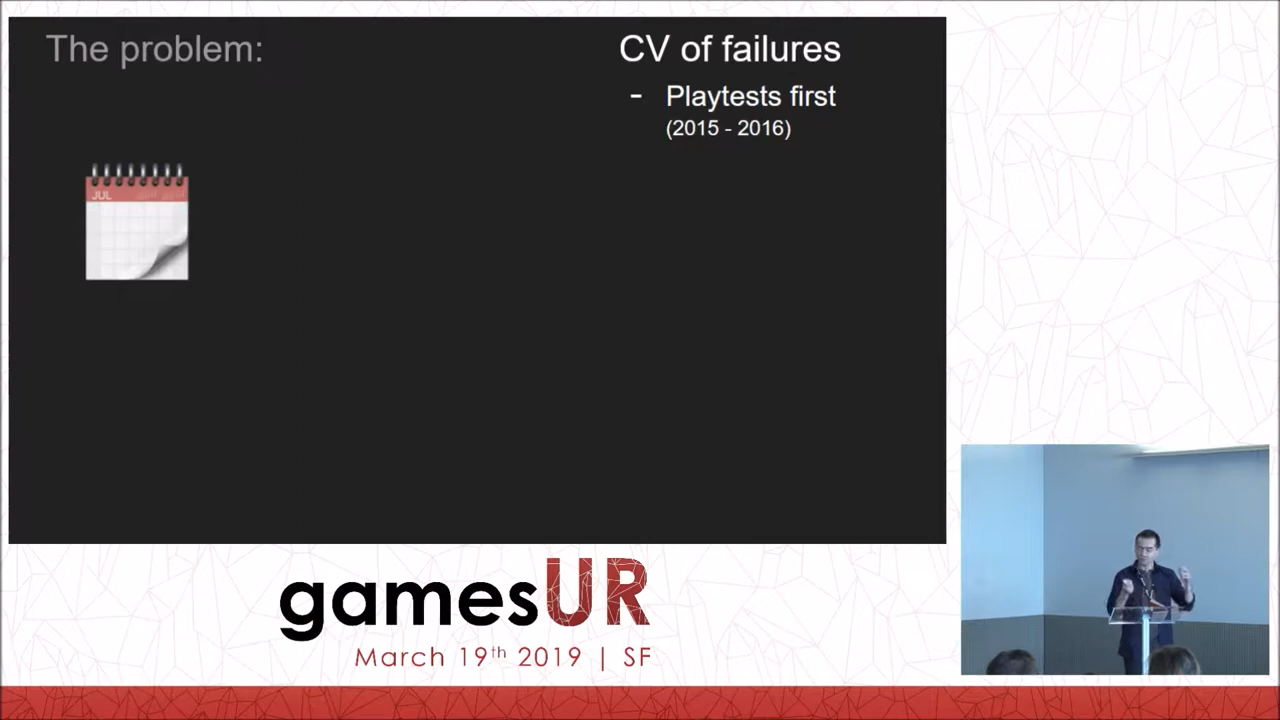 The problem:
CV of failures
- Playtests first
(2015 - 2016)
JUL
gamesUR
March 19th 2019 | SF